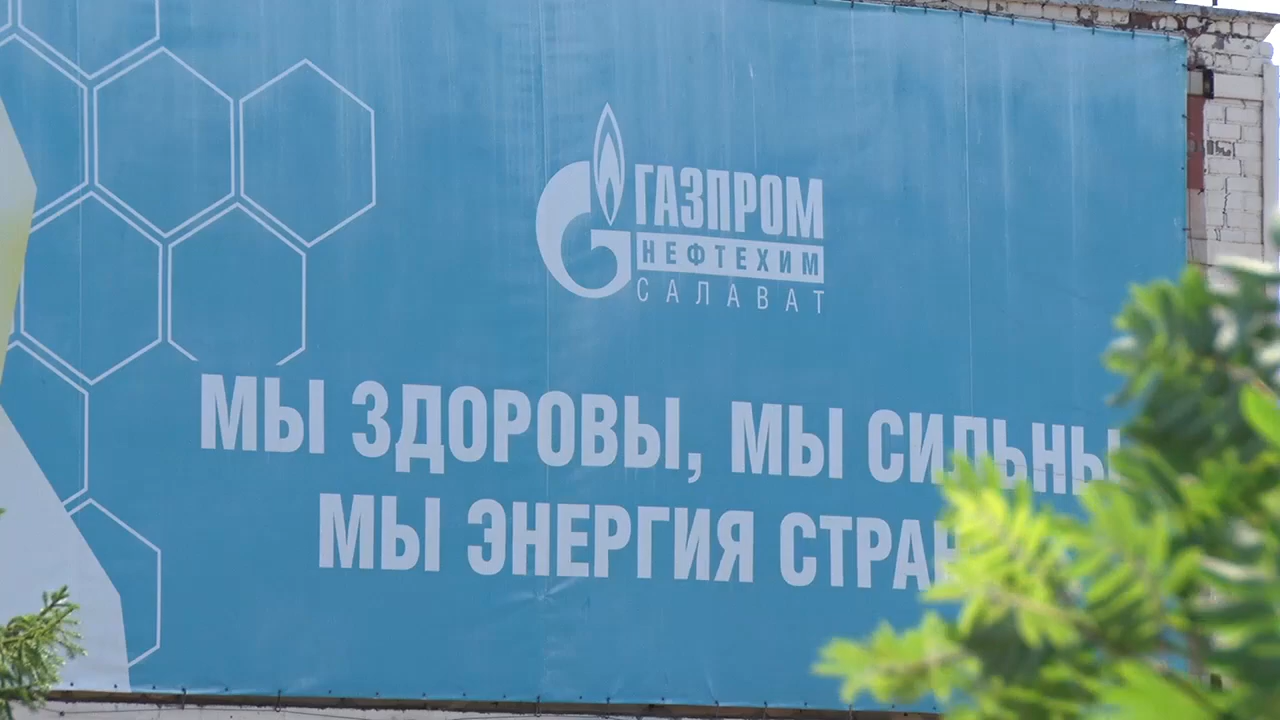 ГАЗПРОМ
НЕФТЕХИМ
САЛАВАТ
МЫ ЗДОРОВЫ, МЫ СИЛЬНЫ
МЫ ЭНЕРГИЯ